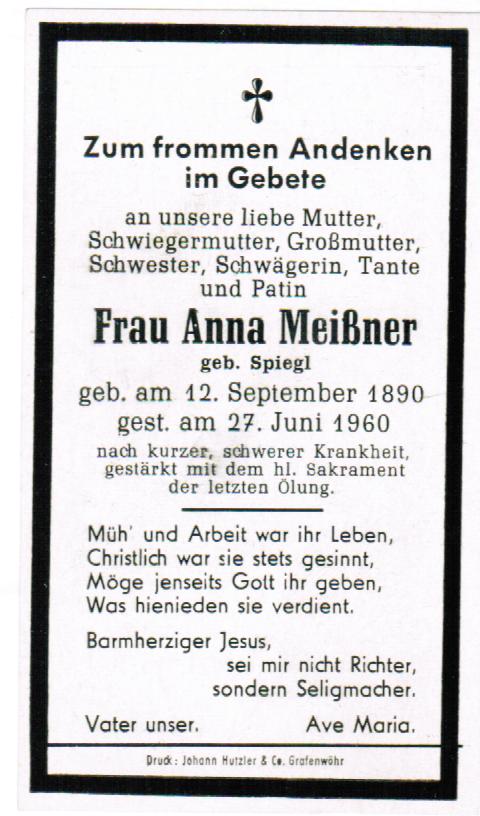 Zum frommen Andenken
im Gebete
an unsere liebe Mutter,
Schwiegermutter, Großmutter,
Schwester, Schwägerin, Tante
und Patin
Frau Anna Meißner
geb. Spiegl
geb. am 12. September 1890
gest. am 27. Juni 1960
nach kurzer, schwerer Krankheit,
gestärkt mit dem hl. Sakrament
der letzten Ölung.
Müh' und Arbeit war ihr Leben,
Christlich war sie stets gesinnt,
Möge jenseits Gott ihr geben,
Was hienieden sie verdient.
Barmherziger Jesus,
sei mir nicht Richter,
sondern Seligmacher.
Vater unser. Ave Maria.
Druck: Johann Hutzler & Co. Grafenwöhr